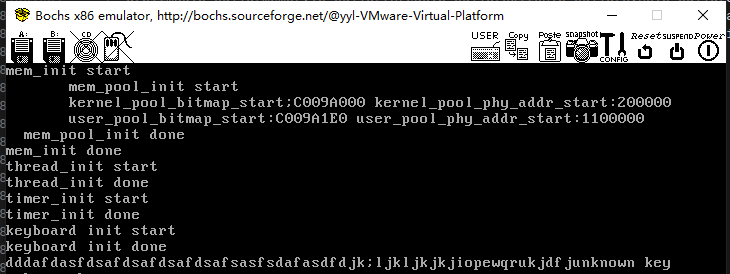 Bochs x86 emulator, http://bochs.sourceforge.net/@yyl-VMware-Virtual-Platform
A: B: CD USER Copy Paste snapshot CONFIG Reset SUSPEND Power
mem_init start
mem_pool_init start
kernel_pool_bitmap_start;C009A000 kernel_pool_phy_addr_start:200000
user_pool_bitmap_start:C009A1E0 user_pool_phy_addr_start:1100000
mem_pool_init done
mem_init done
thread_init start
thread_init done
timer_init start
timer_init done
keyboard init start
keyboard init done
dddafdasfdsafdsafdsafdsafsasfsdafasdfdjk;ljkljkjkjiopewqrukjdfjunknown key